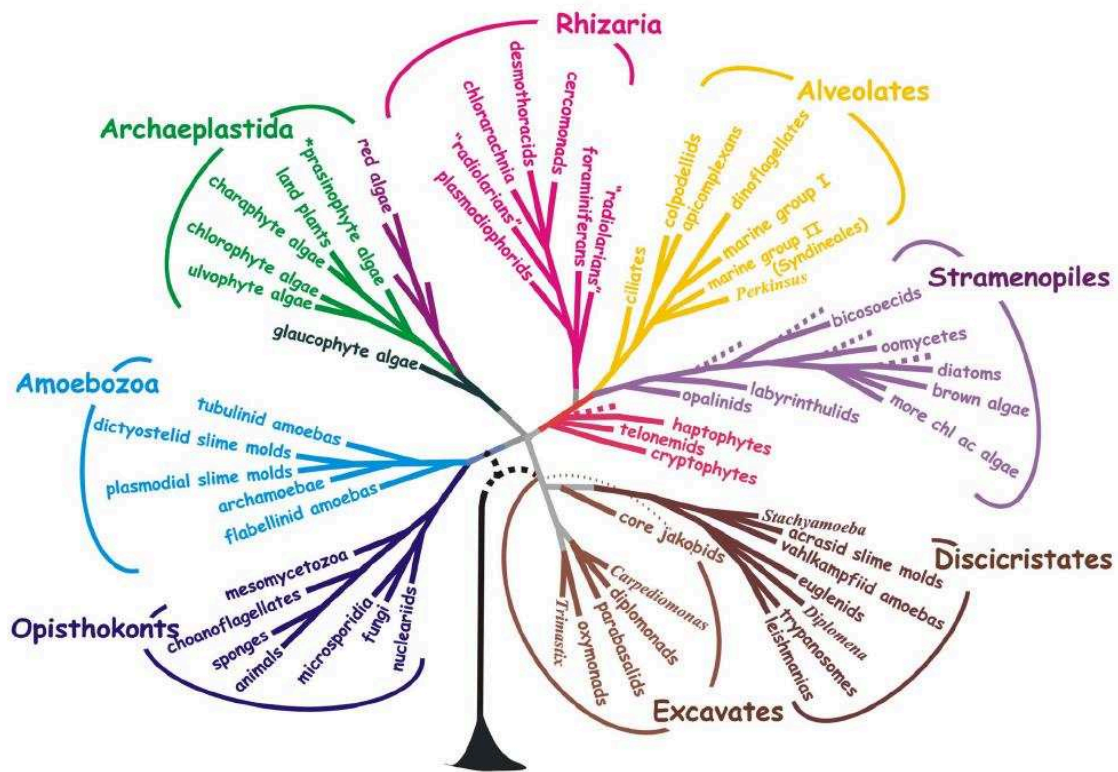 Rhizaria
desmothoracids
cercomonads
chlorarachnia
"radiolarians"
plasmodiophorids
foraminiferans
"radiolarians"
Alveolates
colpodellids
apicomplexans
dinoflagellates
marine group I
marine group II
(Syndineales)
Perkinsus
ciliates
Archaeplastida
red algae
*prasinophyte algae
land plants
charaphyte algae
chlorophyte algae
ulvophyte algae
glaucophyte algae
Stramenopiles
bicosoecids
oomycetes
diatoms
brown algae
more chl ac algae
labyrinthulids
opalinids
haptophytes
telonemids
cryptophytes
Amoebozoa
tubulinid amoebas
dictyostelid slime molds
plasmodial slime molds
archamoebae
flabellinid amoebas
Opisthokonts
mesomycetozoa
choanoflagellates
sponges
animals
microsporidia
fungi
nucleariids
Discicristates
Stachyamoeba
acrasid slime molds
vahlkampfiid amoebas
euglenids
Diplomena
trypanosomes
leishmanias
core jakobids
Excavates
Carpediomonas
diplomonads
parabasalids
oxymonads
Trimastix